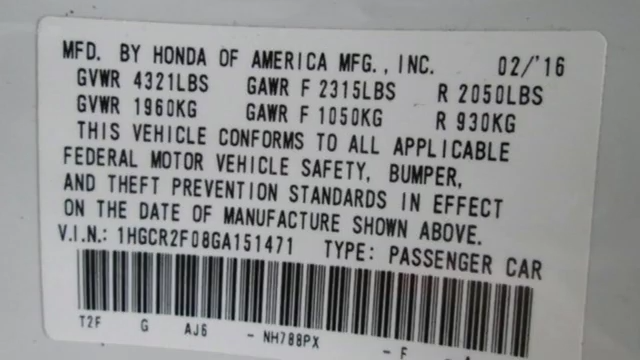 MFD. BY HONDA OF AMERICA MFG., INC. 02/'16
GVWR 4321LBS GAWR F 2315LBS R 2050LBS
GVWR 1960KG GAWR F 1050KG R 930KG
THIS VEHICLE CONFORMS TO ALL APPLICABLE
FEDERAL MOTOR VEHICLE SAFETY, BUMPER,
AND THEFT PREVENTION STANDARDS IN EFFECT
ON THE DATE OF MANUFACTURE SHOWN ABOVE.
V.I.N.: 1HGCR2F08GA151471 TYPE: PASSENGER CAR
T2F G AJ6 - NH788PX - F